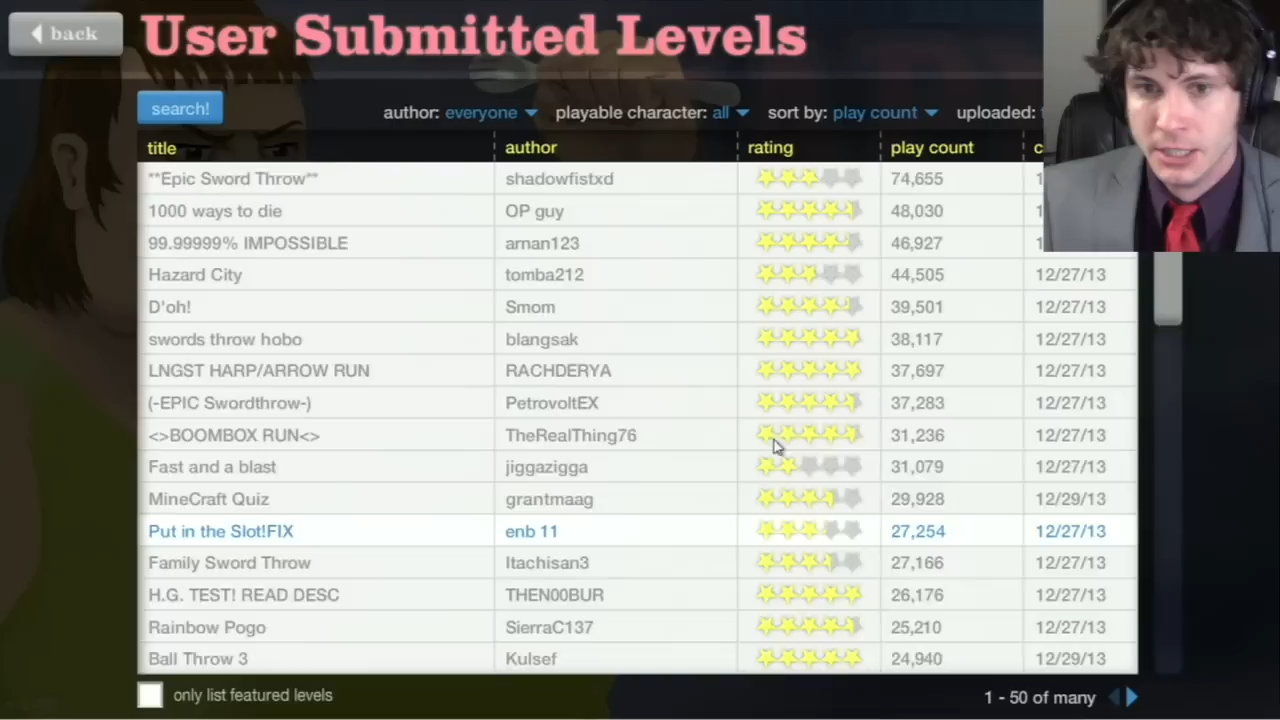 back
User Submitted Levels
search!
author: everyone playable character: all sort by: play count uploaded:
title author rating play count
**Epic Sword Throw** shadowfistxd 74,655
1000 ways to die OP guy 48,030
99.99999% IMPOSSIBLE arnan123 46,927
Hazard City tomba212 44,505 12/27/13
D'oh! Smom 39,501 12/27/13
swords throw hobo blangsak 38,117 12/27/13
LNGST HARP/ARROW RUN RACHDERYA 37,697 12/27/13
(-EPIC Swordthrow-) PetrovoltEX 37,283 12/27/13
<>BOOMBOX RUN<> TheRealThing76 31,236 12/27/13
Fast and a blast jiggazigga 31,079 12/27/13
MineCraft Quiz grantmaag 29,928 12/29/13
Put in the Slot!FIX enb 11 27,254 12/27/13
Family Sword Throw Itachisan3 27,166 12/27/13
H.G. TEST! READ DESC THEN00BUR 26,176 12/27/13
Rainbow Pogo SierraC137 25,210 12/27/13
Ball Throw 3 Kulsef 24,940 12/29/13
only list featured levels 1 - 50 of many